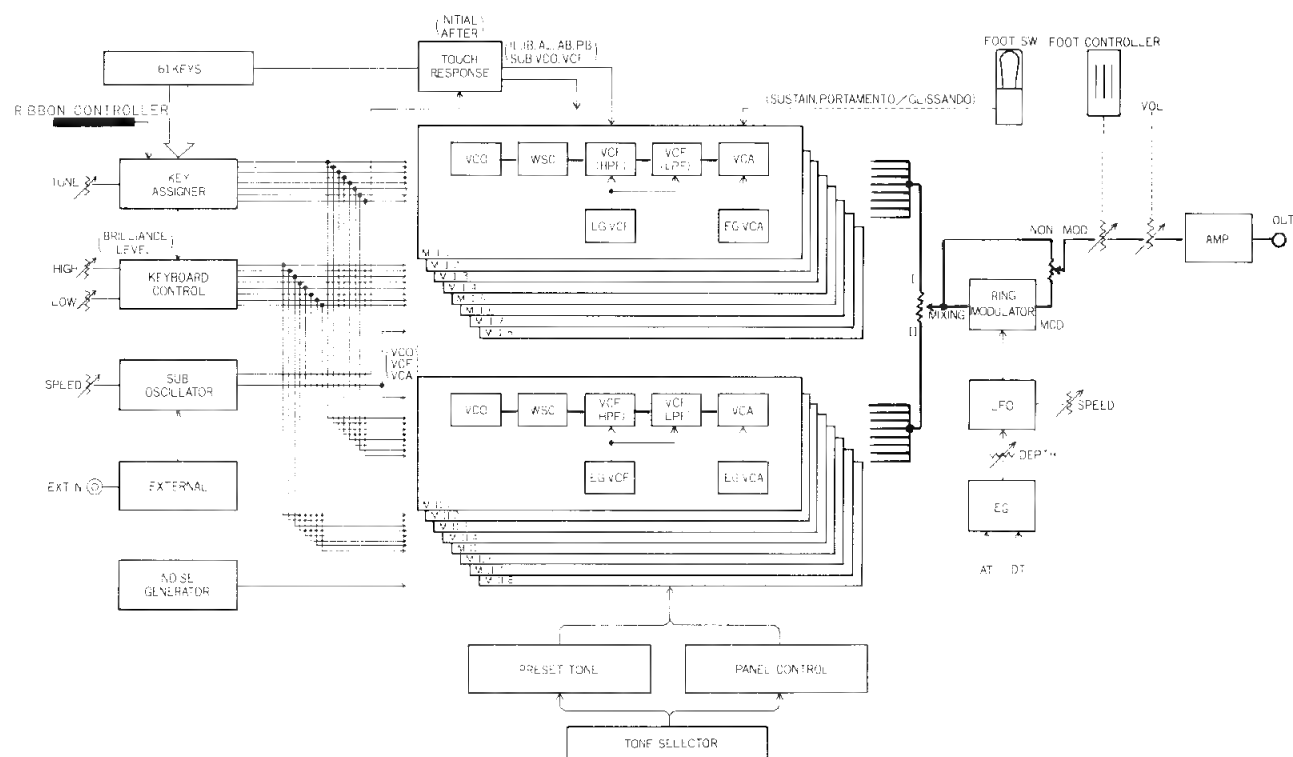 FOOT SW
FOOT CONTROLLER
(NITIAL
AFTER)
61KEYS
TOUCH
RESPONSE
SUB VCO, VCF
(SUSTAIN, PORTAMENTO/GLISSANDO)
RIBBON CONTROLLER
VOL
TUNE
KEY
ASSIGNER
VCO
WSC
VCF
(HPF)
VCF
(LPF)
VCA
EG VCF
EG VCA
(BRILLIANCE
LEVEL)
HIGH
LOW
KEYBOARD
CONTROL
NON MOD
AMP
OUT
I
II
MIXING
RING
MODULATOR
MOD
SPEED
SUB
OSCILLATOR
(VCO
VCF
VCA
VCO
WSC
VCF
HPF)
VCF
LPF)
VCA
EG VCF
EG VCA
LFO
SPEED
DEPTH
EG
AT DT
EXT IN
EXTERNAL
NOISE
GENERATOR
PRESET TONE
PANEL CONTROL
TONE SELECTOR